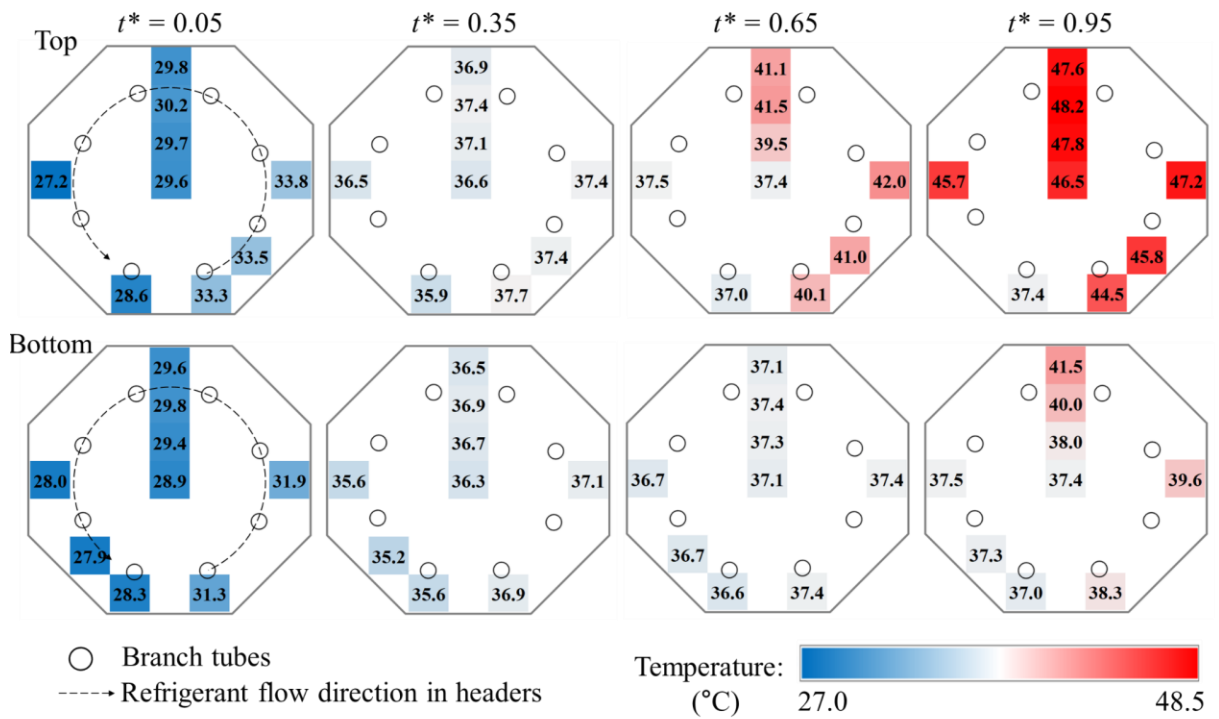 t* = 0.05 t* = 0.35 t* = 0.65 t* = 0.95
Top
29.8 36.9 41.1 47.6
30.2 37.4 41.5 48.2
29.7 37.1 39.5 47.8
27.2 29.6 33.8 36.5 36.6 37.4 37.5 37.4 42.0 45.7 46.5 47.2
33.5 37.4 41.0 45.8
28.6 33.3 35.9 37.7 37.0 40.1 37.4 44.5
Bottom
29.6 36.5 37.1 41.5
29.8 36.9 37.4 40.0
29.4 36.7 37.3 38.0
28.0 28.9 31.9 35.6 36.3 37.1 36.7 37.1 37.4 37.5 37.4 39.6
27.9 35.2 36.7 37.3
28.3 31.3 35.6 36.9 36.6 37.4 37.0 38.3
Branch tubes
Refrigerant flow direction in headers
Temperature:
(°C) 27.0 48.5